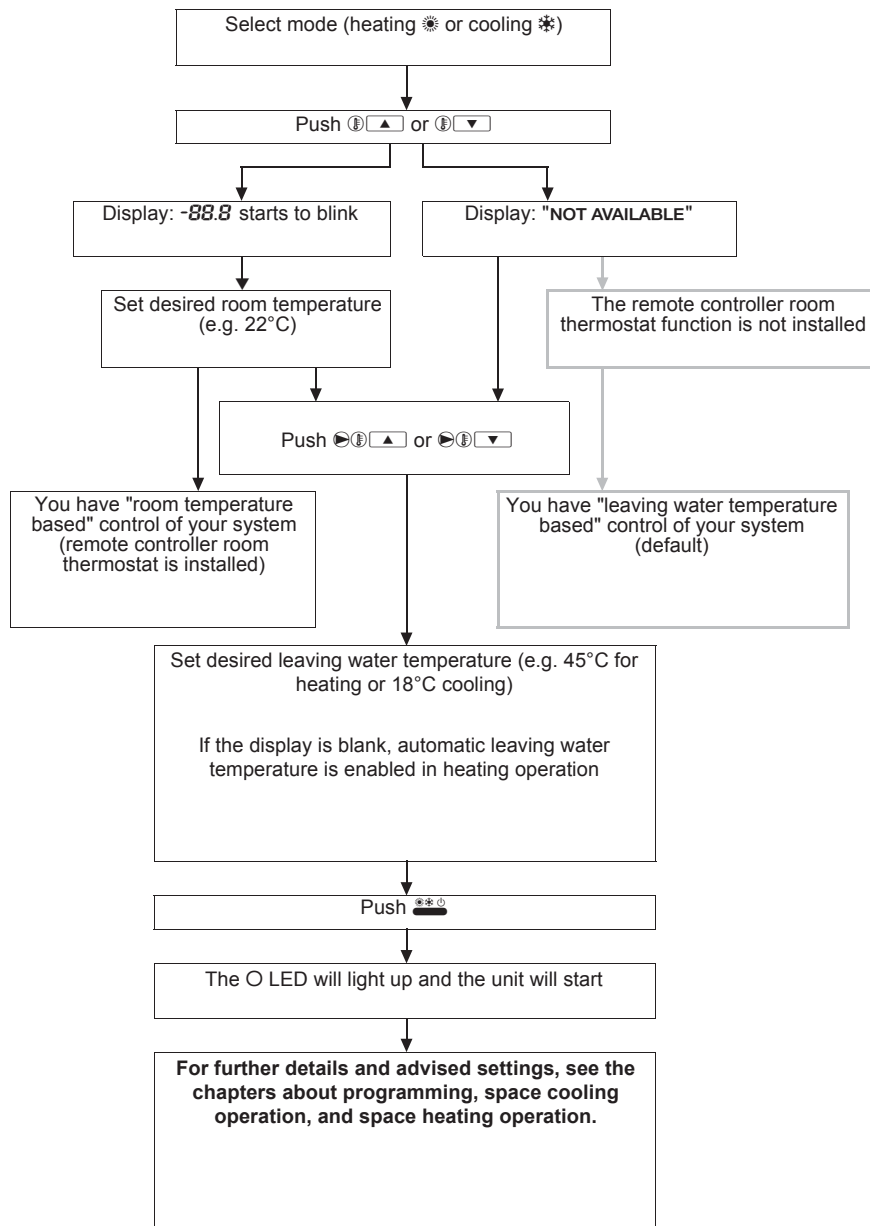 Select mode (heating ☀ or cooling ❄)
Push ▲ or ▼
Display: -88.8 starts to blink
Display: "NOT AVAILABLE"
Set desired room temperature
(e.g. 22°C)
The remote controller room
thermostat function is not installed
Push ▲ or ▼
You have "room temperature
based" control of your system
(remote controller room
thermostat is installed)
You have "leaving water temperature
based" control of your system
(default)
Set desired leaving water temperature (e.g. 45°C for
heating or 18°C cooling)
If the display is blank, automatic leaving water
temperature is enabled in heating operation
Push
The O LED will light up and the unit will start
For further details and advised settings, see the
chapters about programming, space cooling
operation, and space heating operation.